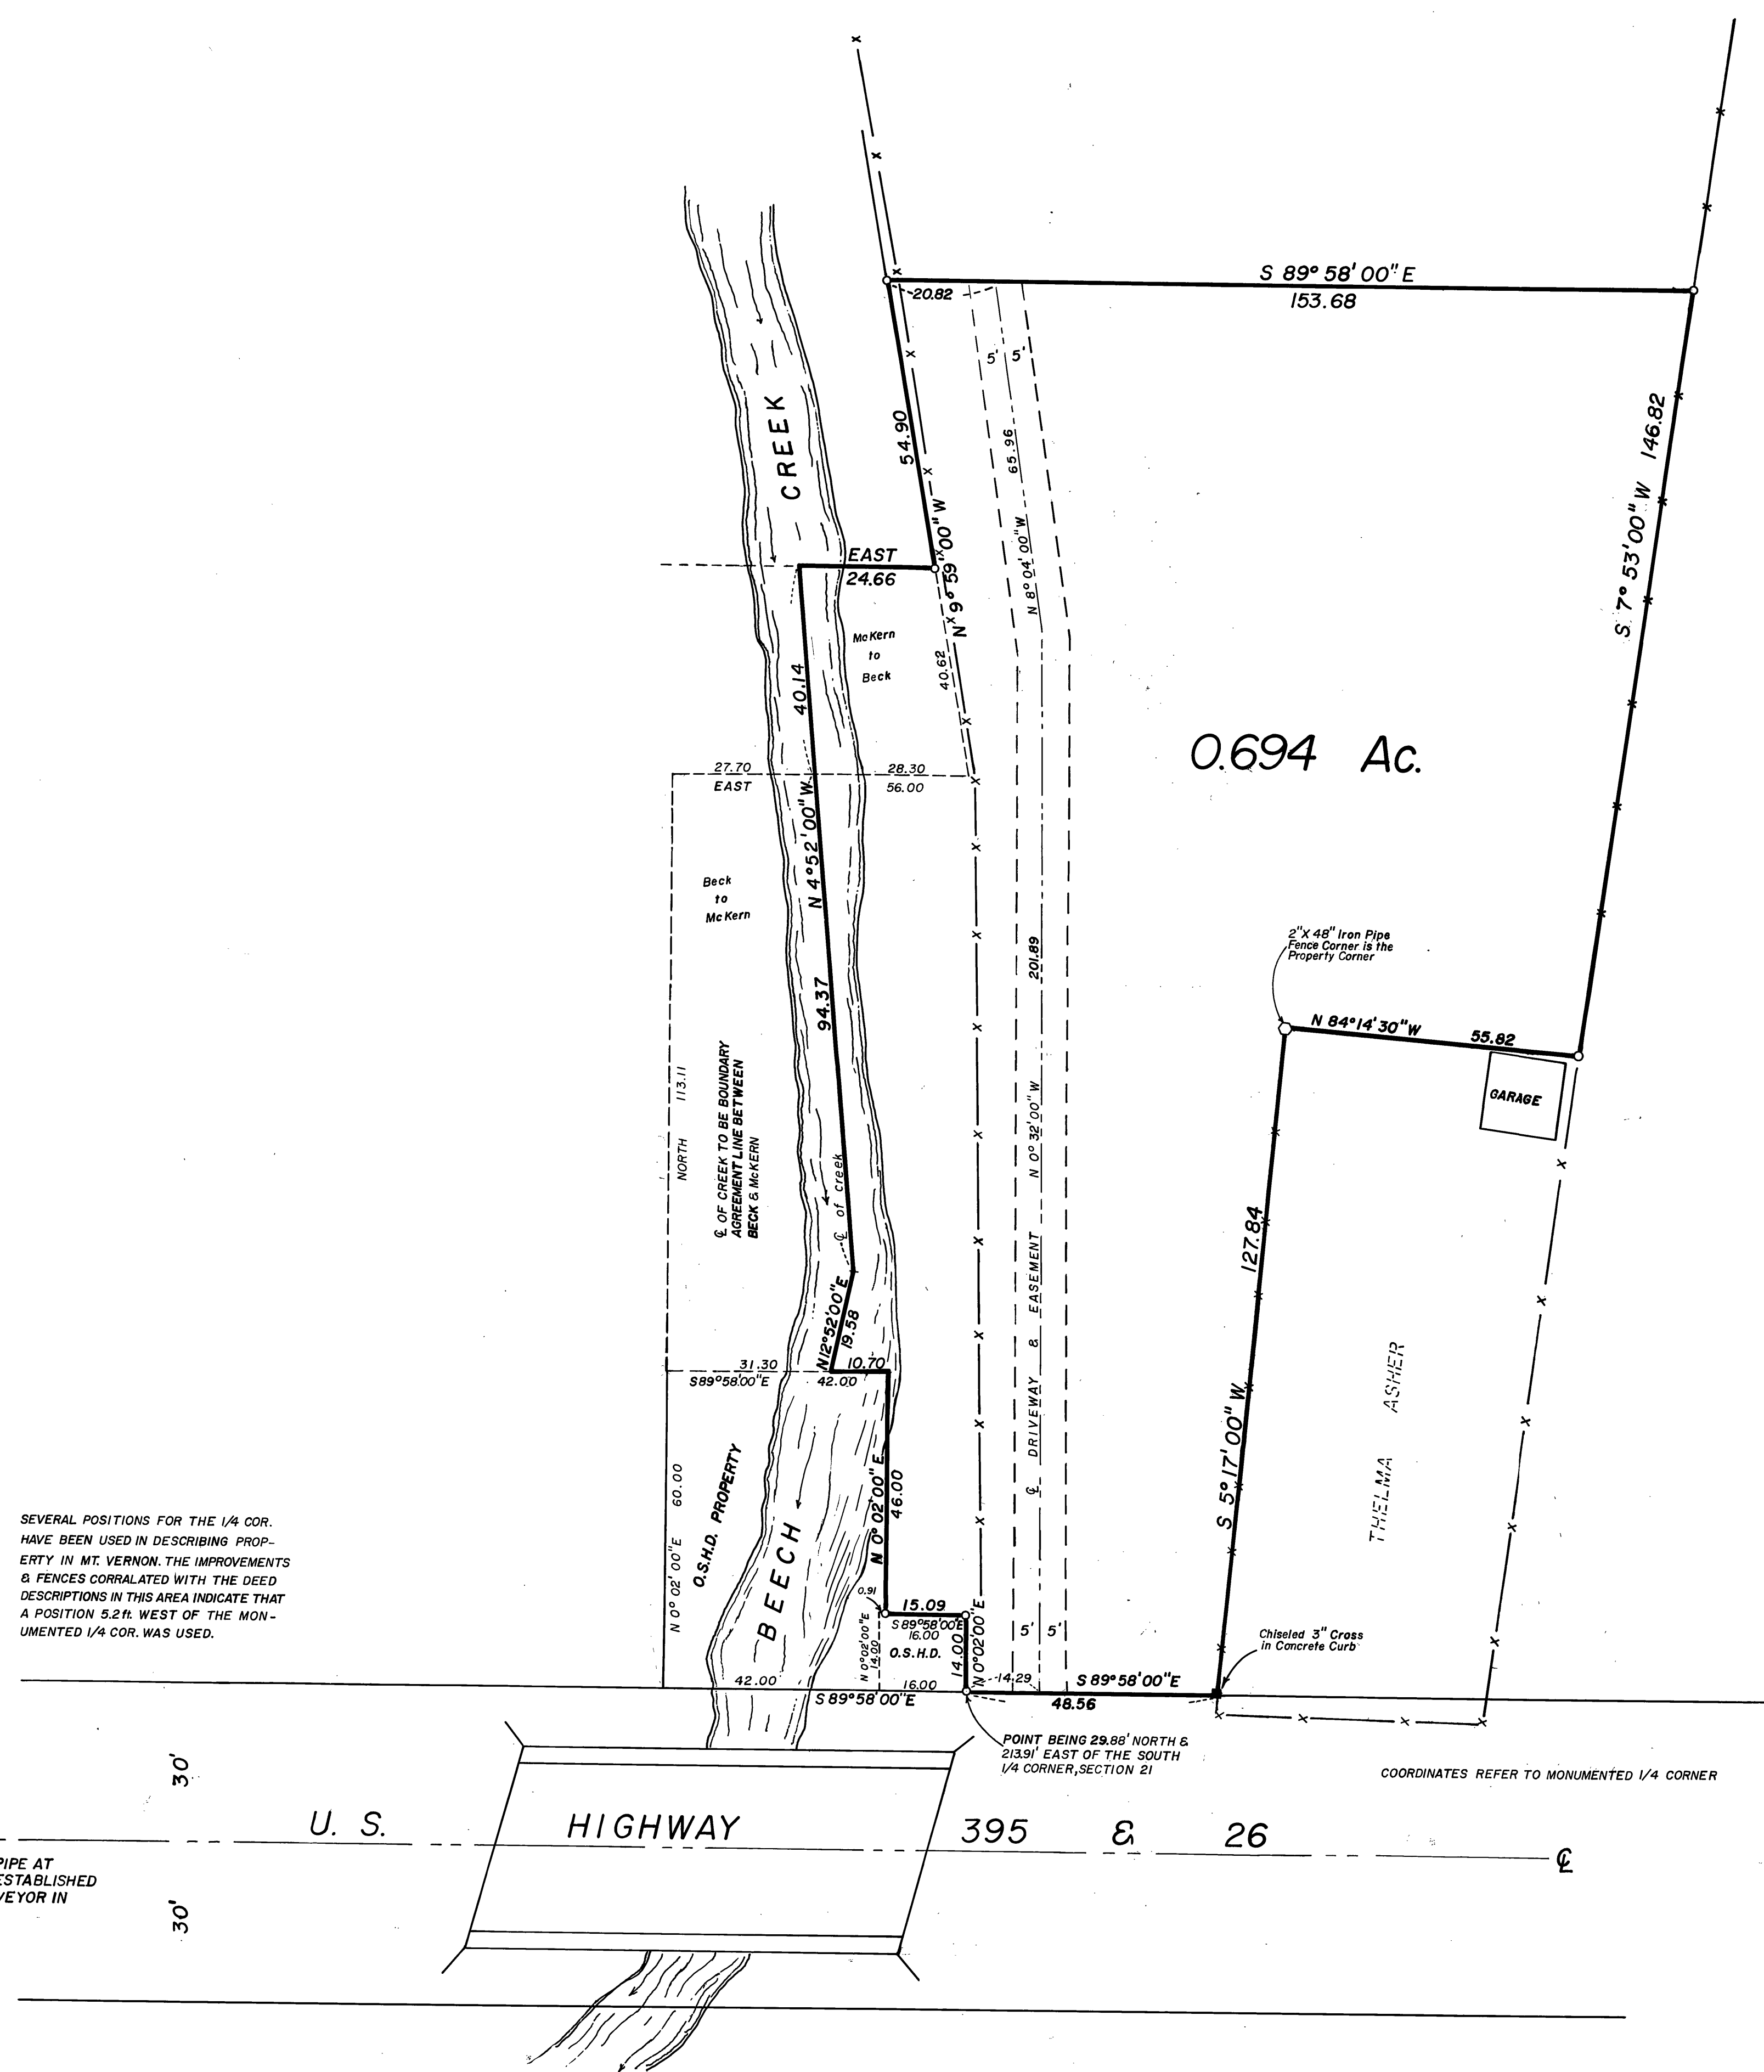 S 89° 58' 00" E
153.68
20.82
5' 5'
54.90
N 9° 59' 00" W
65.96
N 8° 04' 00" W
146.82
S 7° 53' 00" W
CREEK
EAST
24.66
McKern
to
Beck
40.14
40.62
0.694 Ac.
27.70
28.30
EAST
56.00
N 4° 52' 00" W
Beck
to
McKern
94.37
201.89
2" X 48" Iron Pipe
Fence Corner is the
Property Corner
N 84° 14' 30" W
55.82
GARAGE
NORTH 113.11
℄ OF CREEK TO BE BOUNDARY
AGREEMENT LINE BETWEEN
BECK & McKERN
℄ of creek
℄ DRIVEWAY & EASEMENT N 0° 32' 00" W
127.84
S 5° 17' 00" W
THELMA ASHER
N 12° 52' 00" E
19.58
31.30
10.70
S 89° 58' 00" E
42.00
N 0° 02' 00" E
46.00
N 0° 02' 00" E 60.00
O.S.H.D. PROPERTY
BEECH
SEVERAL POSITIONS FOR THE 1/4 COR.
HAVE BEEN USED IN DESCRIBING PROP-
ERTY IN MT. VERNON. THE IMPROVEMENTS
& FENCES CORRALATED WITH THE DEED
DESCRIPTIONS IN THIS AREA INDICATE THAT
A POSITION 5.2 ft. WEST OF THE MON-
UMENTED 1/4 COR. WAS USED.
0.91
15.09
S 89° 58' 00" E
16.00
O.S.H.D.
N 0° 02' 00" E
14.00
14.00
N 0° 02' 00" E
5' 5'
Chiseled 3" Cross
in Concrete Curb
14.29
S 89° 58' 00" E
48.56
42.00
16.00
S 89° 58' 00" E
POINT BEING 29.88' NORTH &
213.91' EAST OF THE SOUTH
1/4 CORNER, SECTION 21
COORDINATES REFER TO MONUMENTED 1/4 CORNER
30'
U. S. HIGHWAY 395 & 26
℄
PIPE AT
ESTABLISHED
VEYOR IN
30'